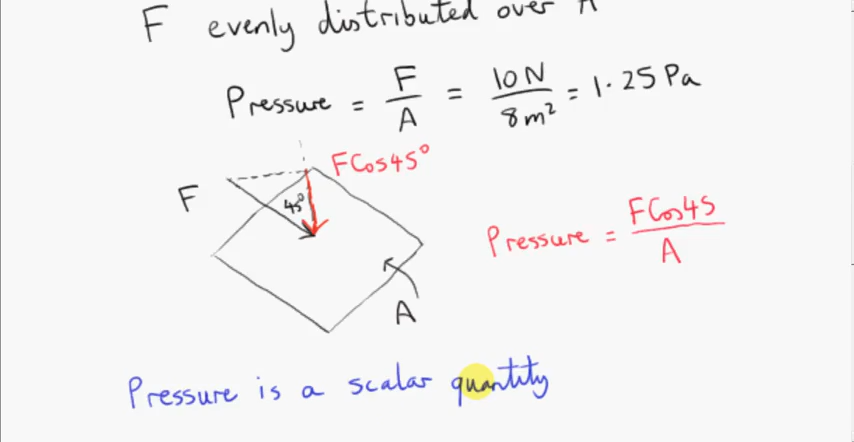 F evenly distributed over A
Pressure = F/A = 10N/8m² = 1.25 Pa
FCos45°
F
45°
Pressure = FCos45/A
A
Pressure is a scalar quantity